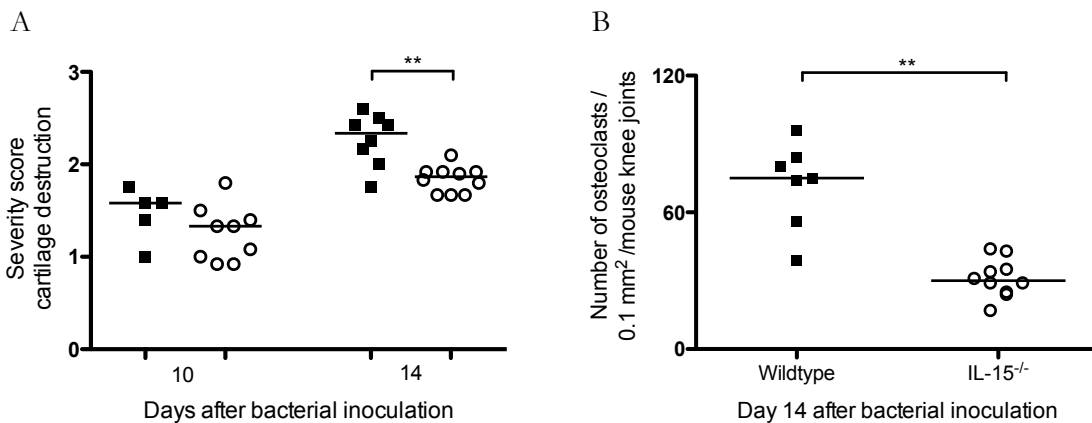 A
Severity score
cartilage destruction
3
2
1
0
**
10
14
Days after bacterial inoculation
B
Number of osteoclasts /
0.1 mm² /mouse knee joints
120
60
0
**
Wildtype
IL-15⁻/⁻
Day 14 after bacterial inoculation